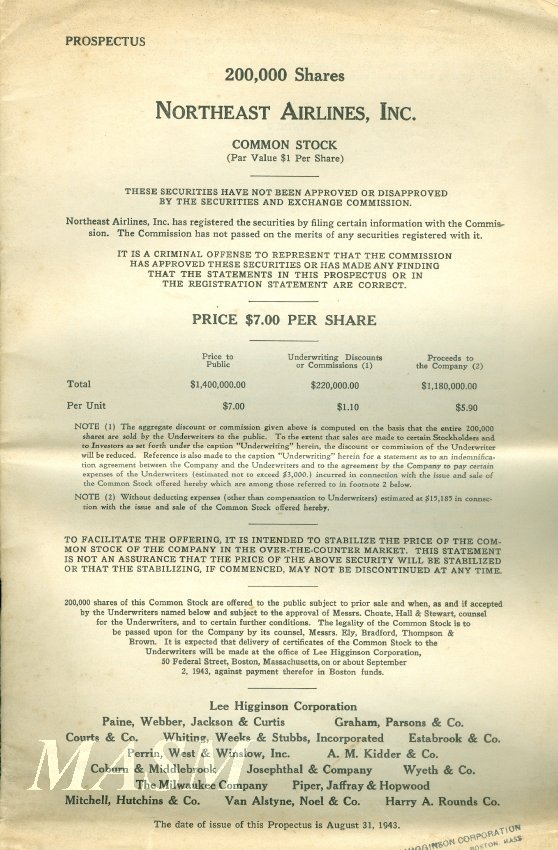 PROSPECTUS
200,000 Shares
NORTHEAST AIRLINES, INC.
COMMON STOCK
(Par Value $1 Per Share)
THESE SECURITIES HAVE NOT BEEN APPROVED OR DISAPPROVED
BY THE SECURITIES AND EXCHANGE COMMISSION.
Northeast Airlines, Inc. has registered the securities by filing certain information with the Commis-
sion. The Commission has not passed on the merits of any securities registered with it.
IT IS A CRIMINAL OFFENSE TO REPRESENT THAT THE COMMISSION
HAS APPROVED THESE SECURITIES OR HAS MADE ANY FINDING
THAT THE STATEMENTS IN THIS PROSPECTUS OR IN
THE REGISTRATION STATEMENT ARE CORRECT.
PRICE $7.00 PER SHARE
Price to Public Underwriting Discounts or Commissions (1) Proceeds to the Company (2)
Total $1,400,000.00 $220,000.00 $1,180,000.00
Per Unit $7.00 $1.10 $5.90
NOTE (1) The aggregate discount or commission given above is computed on the basis that the entire 200,000
shares are sold by the Underwriters to the public. To the extent that sales are made to certain Stockholders and
to Investors as set forth under the caption "Underwriting" herein, the discount or commission of the Underwriter
will be reduced. Reference is also made to the caption "Underwriting" herein for a statement as to an indemnifica-
tion agreement between the Company and the Underwriters and to the agreement by the Company to pay certain
expenses of the Underwriters (estimated not to exceed $3,000.) incurred in connection with the issue and sale of
the Common Stock offered hereby which are among those referred to in footnote 2 below.
NOTE (2) Without deducting expenses (other than compensation to Underwriters) estimated at $15,185 in connec-
tion with the issue and sale of the Common Stock offered hereby.
TO FACILITATE THE OFFERING, IT IS INTENDED TO STABILIZE THE PRICE OF THE COM-
MON STOCK OF THE COMPANY IN THE OVER-THE-COUNTER MARKET. THIS STATEMENT
IS NOT AN ASSURANCE THAT THE PRICE OF THE ABOVE SECURITY WILL BE STABILIZED
OR THAT THE STABILIZING, IF COMMENCED, MAY NOT BE DISCONTINUED AT ANY TIME.
200,000 shares of this Common Stock are offered to the public subject to prior sale and when, as and if accepted
by the Underwriters named below and subject to the approval of Messrs. Choate, Hall & Stewart, counsel
for the Underwriters, and to certain further conditions. The legality of the Common Stock is to
be passed upon for the Company by its counsel, Messrs. Ely, Bradford, Thompson &
Brown. It is expected that delivery of certificates of the Common Stock to the
Underwriters will be made at the office of Lee Higginson Corporation,
50 Federal Street, Boston, Massachusetts, on or about September
2, 1943, against payment therefor in Boston funds.
Lee Higginson Corporation
Paine, Webber, Jackson & Curtis Graham, Parsons & Co.
Courts & Co. Whiting, Weeks & Stubbs, Incorporated Estabrook & Co.
Perrin, West & Winslow, Inc. A. M. Kidder & Co.
Coburn & Middlebrook Josephthal & Company Wyeth & Co.
The Milwaukee Company Piper, Jaffray & Hopwood
Mitchell, Hutchins & Co. Van Alstyne, Noel & Co. Harry A. Rounds Co.
The date of issue of this Propectus is August 31, 1943.
CORPORATION
BOSTON, MASS